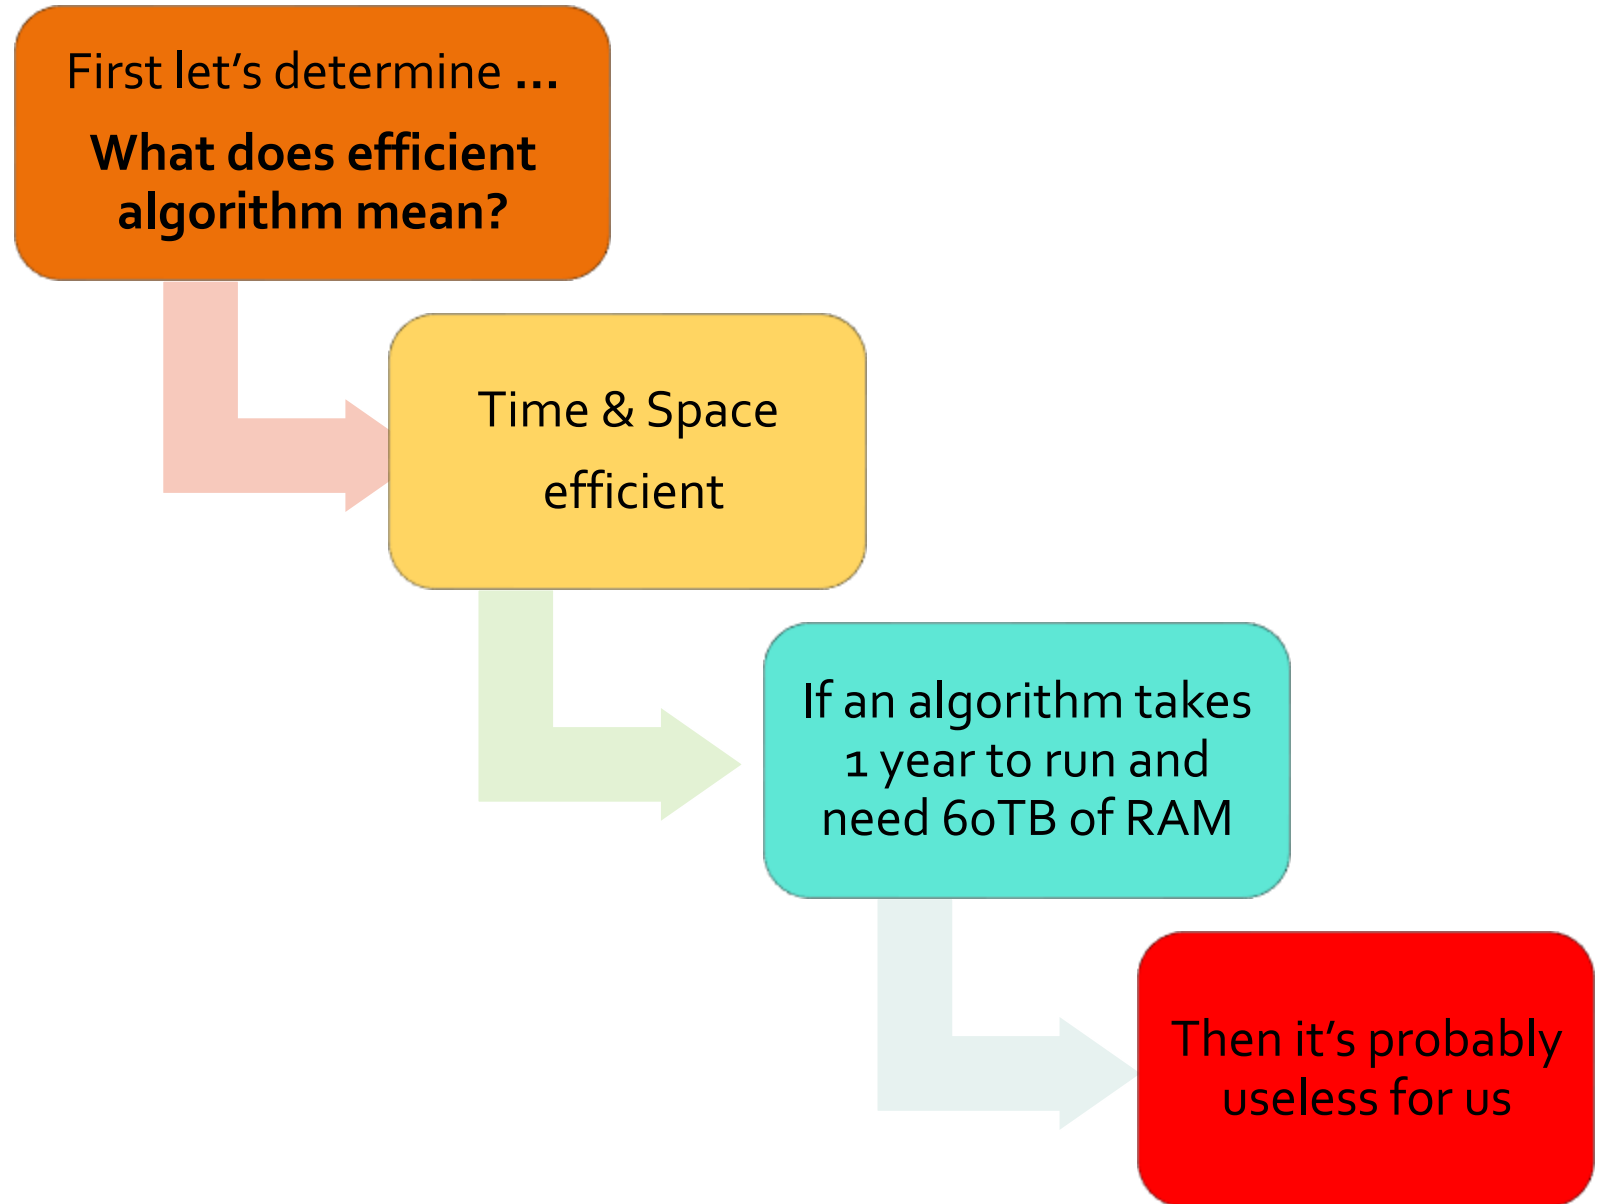 First let’s determine ...
What does efficient
algorithm mean?
Time & Space
efficient
If an algorithm takes
1 year to run and
need 60TB of RAM
Then it’s probably
useless for us